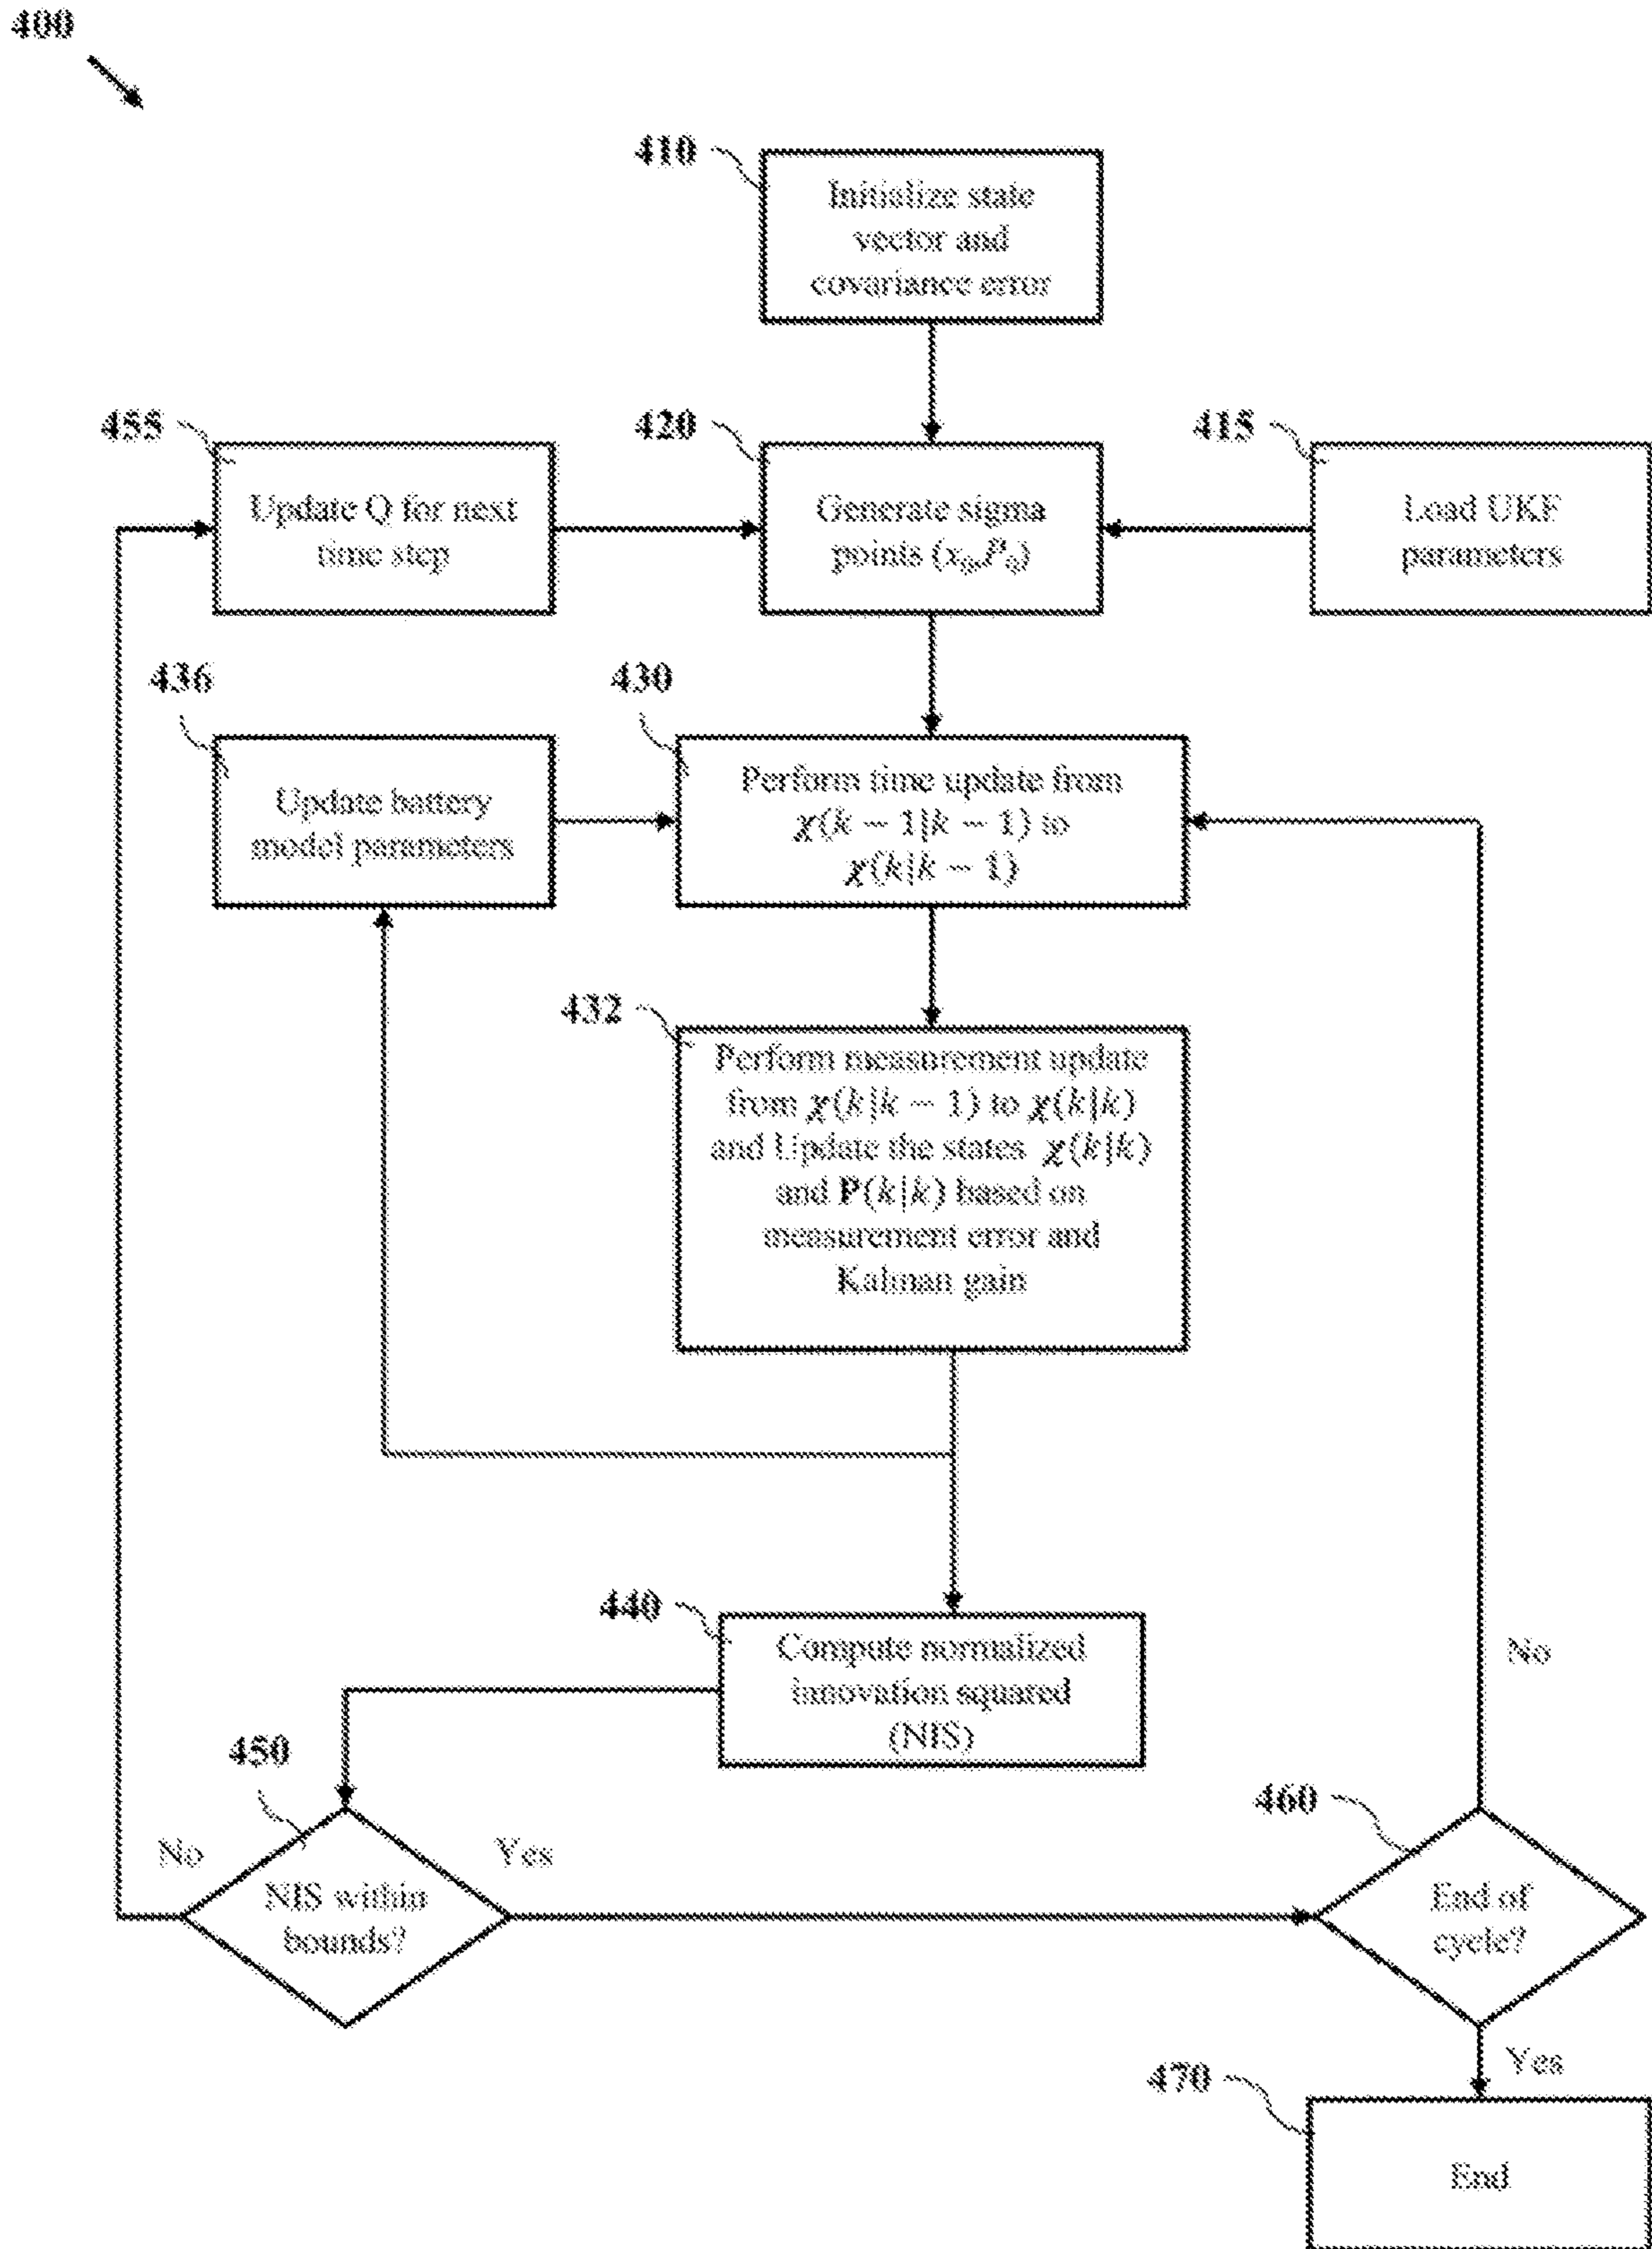 400
410
Initialize state
vector and
covariance error
455
Update Q for next
time step
420
Generate sigma
points (x₀,P₀)
415
Load UKF
parameters
436
Update battery
model parameters
430
Perform time update from
χ(k − 1|k − 1) to
χ(k|k − 1)
432
Perform measurement update
from χ(k|k − 1) to χ(k|k)
and Update the states χ(k|k)
and P(k|k) based on
measurement error and
Kalman gain
440
Compute normalized
innovation squared
(NIS)
450
No
Yes
NIS within
bounds?
460
No
End of
cycle?
Yes
470
End